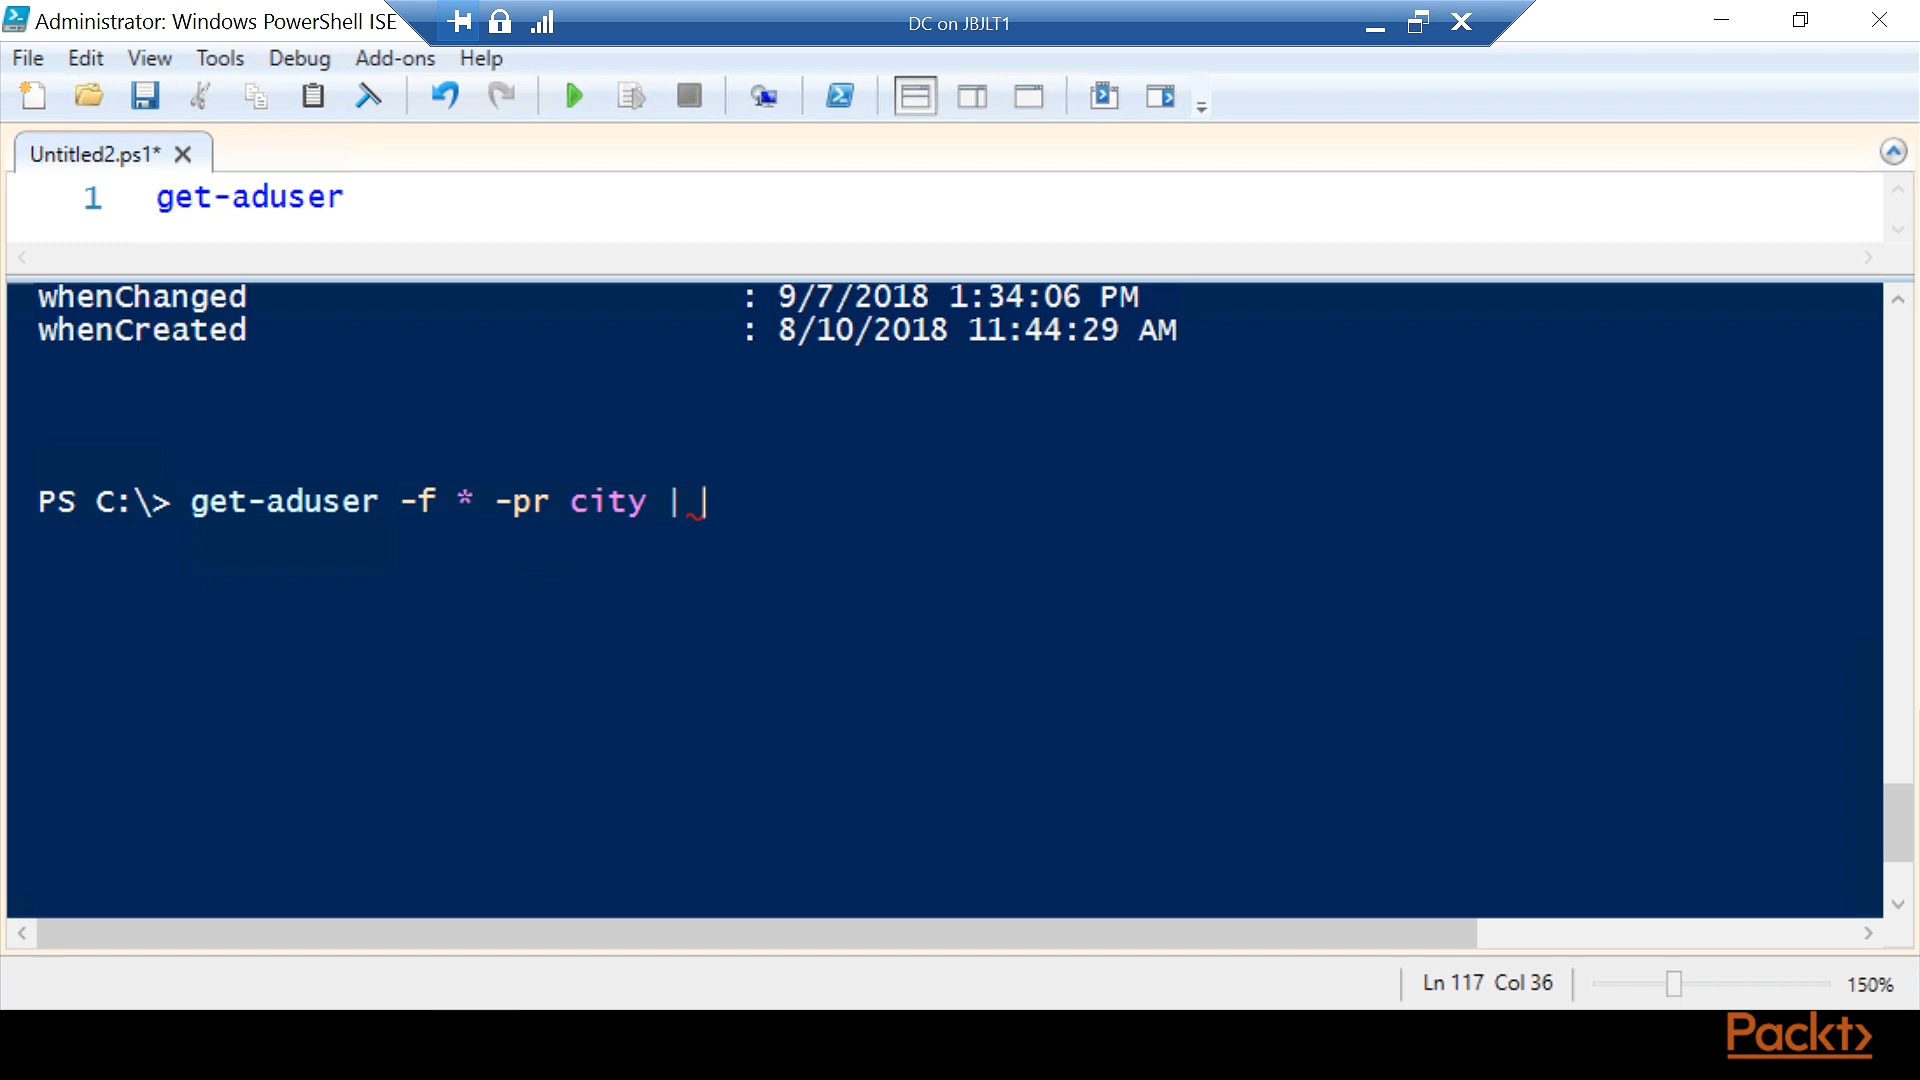 Administrator: Windows PowerShell ISE
DC on JBJLT1
File Edit View Tools Debug Add-ons Help
Untitled2.ps1*
1 get-aduser
whenChanged : 9/7/2018 1:34:06 PM
whenCreated : 8/10/2018 11:44:29 AM
PS C:\> get-aduser -f * -pr city |
Ln 117 Col 36
150%
Packt>